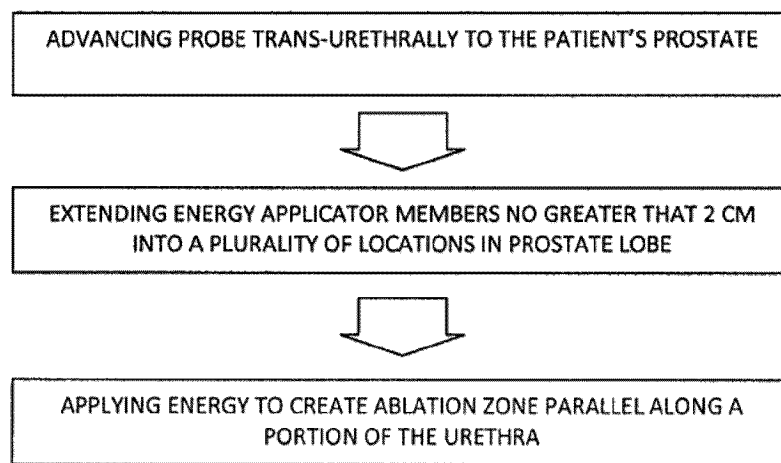 ADVANCING PROBE TRANS-URETHRALLY TO THE PATIENT'S PROSTATE
EXTENDING ENERGY APPLICATOR MEMBERS NO GREATER THAT 2 CM
INTO A PLURALITY OF LOCATIONS IN PROSTATE LOBE
APPLYING ENERGY TO CREATE ABLATION ZONE PARALLEL ALONG A
PORTION OF THE URETHRA